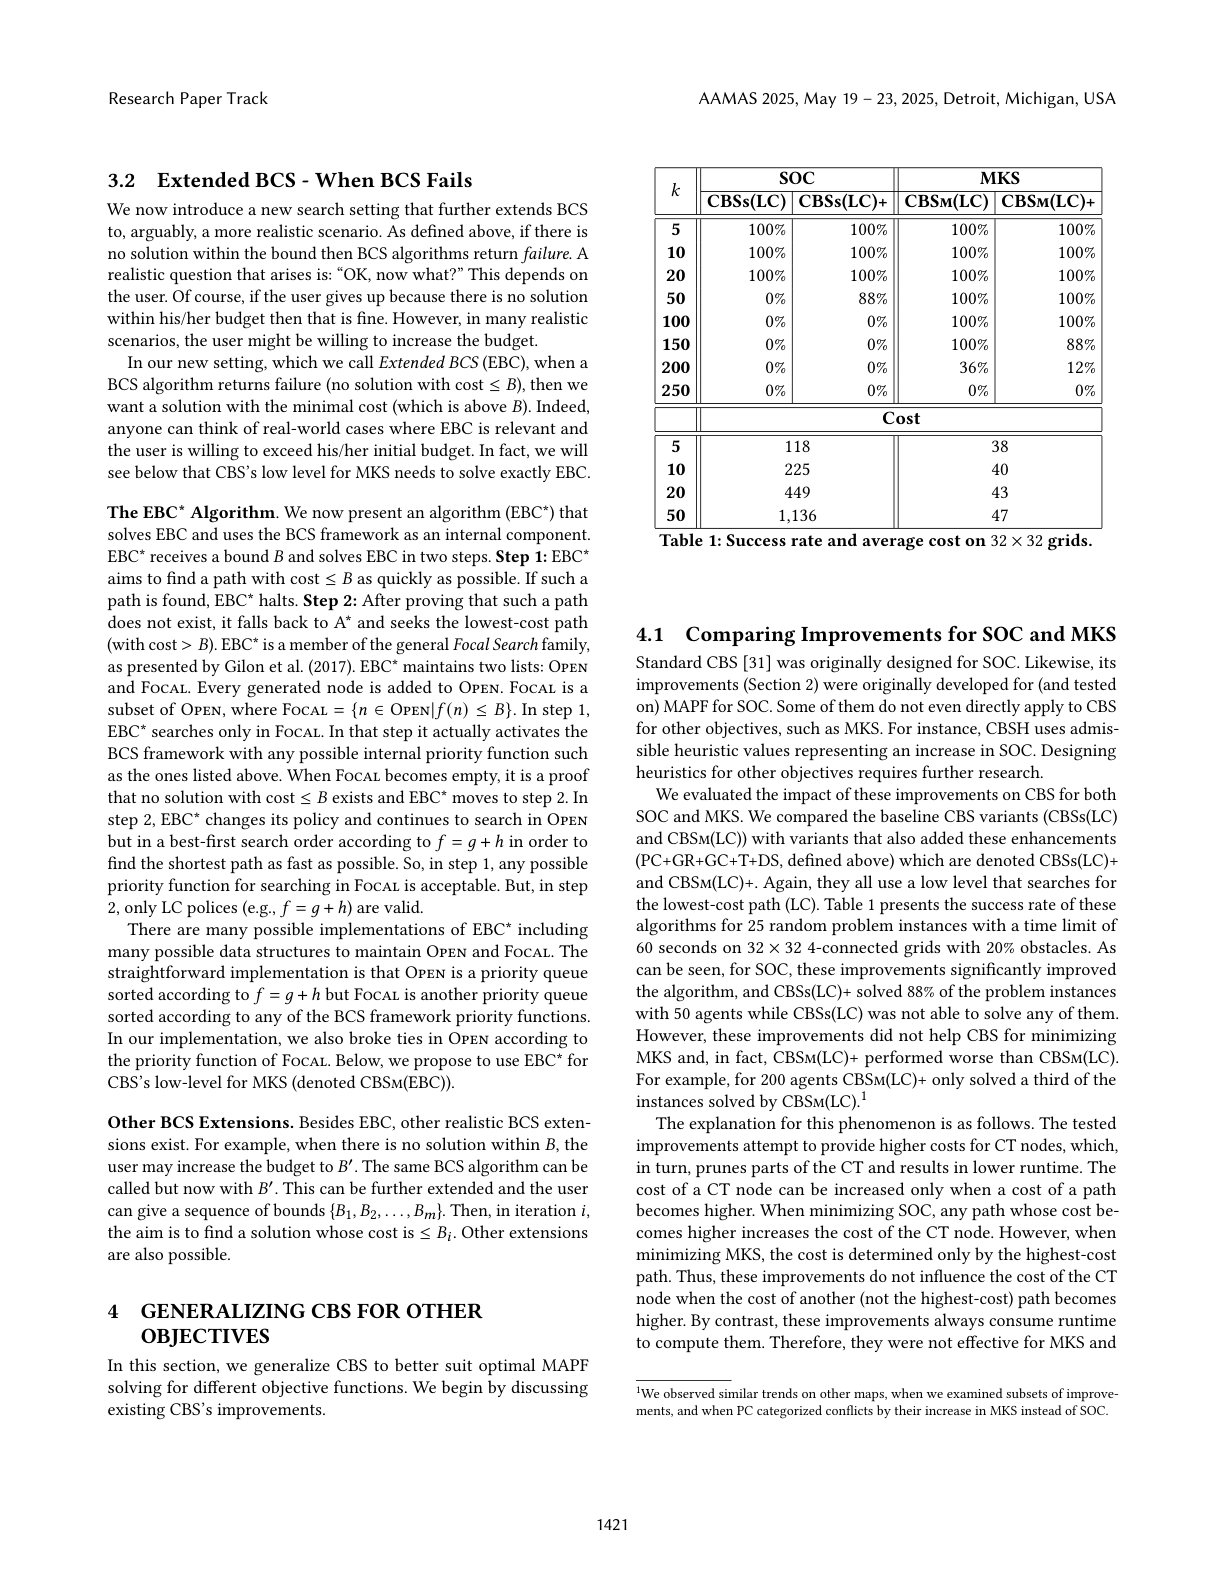 Research Paper Track
AAMAS 2025, May 19 – 23, 2025, Detroit, Michigan, USA
3.2 Extended BCS - When BCS Fails
We now introduce a new search setting that further extends BCS
to, arguably, a more realistic scenario. As defined above, if there is
no solution within the bound then BCS algorithms return failure. A
realistic question that arises is: “OK, now what?” This depends on
the user. Of course, if the user gives up because there is no solution
within his/her budget then that is fine. However, in many realistic
scenarios, the user might be willing to increase the budget.
In our new setting, which we call Extended BCS (EBC), when a
BCS algorithm returns failure (no solution with cost ≤ B), then we
want a solution with the minimal cost (which is above B). Indeed,
anyone can think of real-world cases where EBC is relevant and
the user is willing to exceed his/her initial budget. In fact, we will
see below that CBS’s low level for MKS needs to solve exactly EBC.
The EBC* Algorithm. We now present an algorithm (EBC*) that
solves EBC and uses the BCS framework as an internal component.
EBC* receives a bound B and solves EBC in two steps. Step 1: EBC*
aims to find a path with cost ≤ B as quickly as possible. If such a
path is found, EBC* halts. Step 2: After proving that such a path
does not exist, it falls back to A* and seeks the lowest-cost path
(with cost > B). EBC* is a member of the general Focal Search family,
as presented by Gilon et al. (2017). EBC* maintains two lists: Open
and Focal. Every generated node is added to Open. Focal is a
subset of Open, where Focal = {n ∈ Open|f(n) ≤ B}. In step 1,
EBC* searches only in Focal. In that step it actually activates the
BCS framework with any possible internal priority function such
as the ones listed above. When Focal becomes empty, it is a proof
that no solution with cost ≤ B exists and EBC* moves to step 2. In
step 2, EBC* changes its policy and continues to search in Open
but in a best-first search order according to f = g + h in order to
find the shortest path as fast as possible. So, in step 1, any possible
priority function for searching in Focal is acceptable. But, in step
2, only LC polices (e.g., f = g + h) are valid.
There are many possible implementations of EBC* including
many possible data structures to maintain Open and Focal. The
straightforward implementation is that Open is a priority queue
sorted according to f = g + h but Focal is another priority queue
sorted according to any of the BCS framework priority functions.
In our implementation, we also broke ties in Open according to
the priority function of Focal. Below, we propose to use EBC* for
CBS’s low-level for MKS (denoted CBSm(EBC)).
Other BCS Extensions. Besides EBC, other realistic BCS exten-
sions exist. For example, when there is no solution within B, the
user may increase the budget to B′. The same BCS algorithm can be
called but now with B′. This can be further extended and the user
can give a sequence of bounds {B1, B2, . . . , Bm}. Then, in iteration i,
the aim is to find a solution whose cost is ≤ Bi. Other extensions
are also possible.
4 GENERALIZING CBS FOR OTHER
OBJECTIVES
In this section, we generalize CBS to better suit optimal MAPF
solving for different objective functions. We begin by discussing
existing CBS’s improvements.
k SOC MKS
CBSs(LC) CBSs(LC)+ CBSm(LC) CBSm(LC)+
5 100% 100% 100% 100%
10 100% 100% 100% 100%
20 100% 100% 100% 100%
50 0% 88% 100% 100%
100 0% 0% 100% 100%
150 0% 0% 100% 88%
200 0% 0% 36% 12%
250 0% 0% 0% 0%
Cost
5 118 38
10 225 40
20 449 43
50 1,136 47
Table 1: Success rate and average cost on 32 × 32 grids.
4.1 Comparing Improvements for SOC and MKS
Standard CBS [31] was originally designed for SOC. Likewise, its
improvements (Section 2) were originally developed for (and tested
on) MAPF for SOC. Some of them do not even directly apply to CBS
for other objectives, such as MKS. For instance, CBSH uses admis-
sible heuristic values representing an increase in SOC. Designing
heuristics for other objectives requires further research.
We evaluated the impact of these improvements on CBS for both
SOC and MKS. We compared the baseline CBS variants (CBSs(LC)
and CBSm(LC)) with variants that also added these enhancements
(PC+GR+GC+T+DS, defined above) which are denoted CBSs(LC)+
and CBSm(LC)+. Again, they all use a low level that searches for
the lowest-cost path (LC). Table 1 presents the success rate of these
algorithms for 25 random problem instances with a time limit of
60 seconds on 32 × 32 4-connected grids with 20% obstacles. As
can be seen, for SOC, these improvements significantly improved
the algorithm, and CBSs(LC)+ solved 88% of the problem instances
with 50 agents while CBSs(LC) was not able to solve any of them.
However, these improvements did not help CBS for minimizing
MKS and, in fact, CBSm(LC)+ performed worse than CBSm(LC).
For example, for 200 agents CBSm(LC)+ only solved a third of the
instances solved by CBSm(LC).1
The explanation for this phenomenon is as follows. The tested
improvements attempt to provide higher costs for CT nodes, which,
in turn, prunes parts of the CT and results in lower runtime. The
cost of a CT node can be increased only when a cost of a path
becomes higher. When minimizing SOC, any path whose cost be-
comes higher increases the cost of the CT node. However, when
minimizing MKS, the cost is determined only by the highest-cost
path. Thus, these improvements do not influence the cost of the CT
node when the cost of another (not the highest-cost) path becomes
higher. By contrast, these improvements always consume runtime
to compute them. Therefore, they were not effective for MKS and
1We observed similar trends on other maps, when we examined subsets of improve-
ments, and when PC categorized conflicts by their increase in MKS instead of SOC.
1421